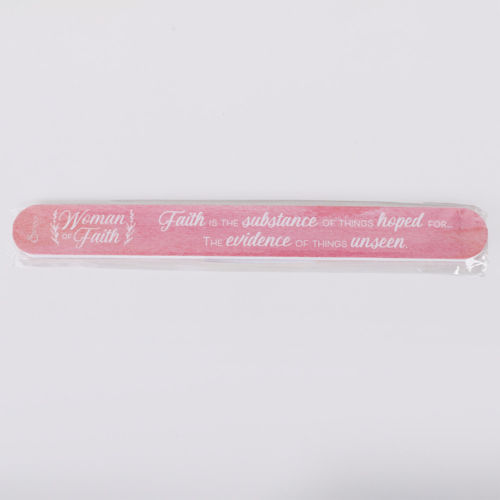 Woman
of Faith
Faith is the substance of things hoped for...
The evidence of things unseen.